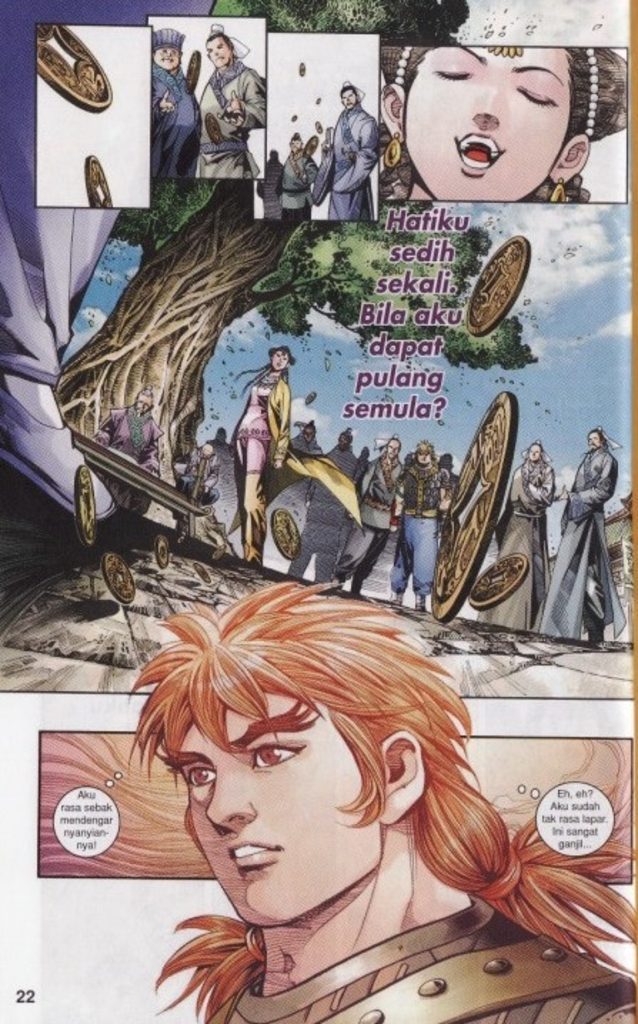 Hatiku
sedih
sekali.
Bila aku
dapat
pulang
semula?
Aku
rasa sebak
mendengar
nyanyian-
nya!
Eh, eh?
Aku sudah
tak rasa lapar.
Ini sangat
ganjil...
22